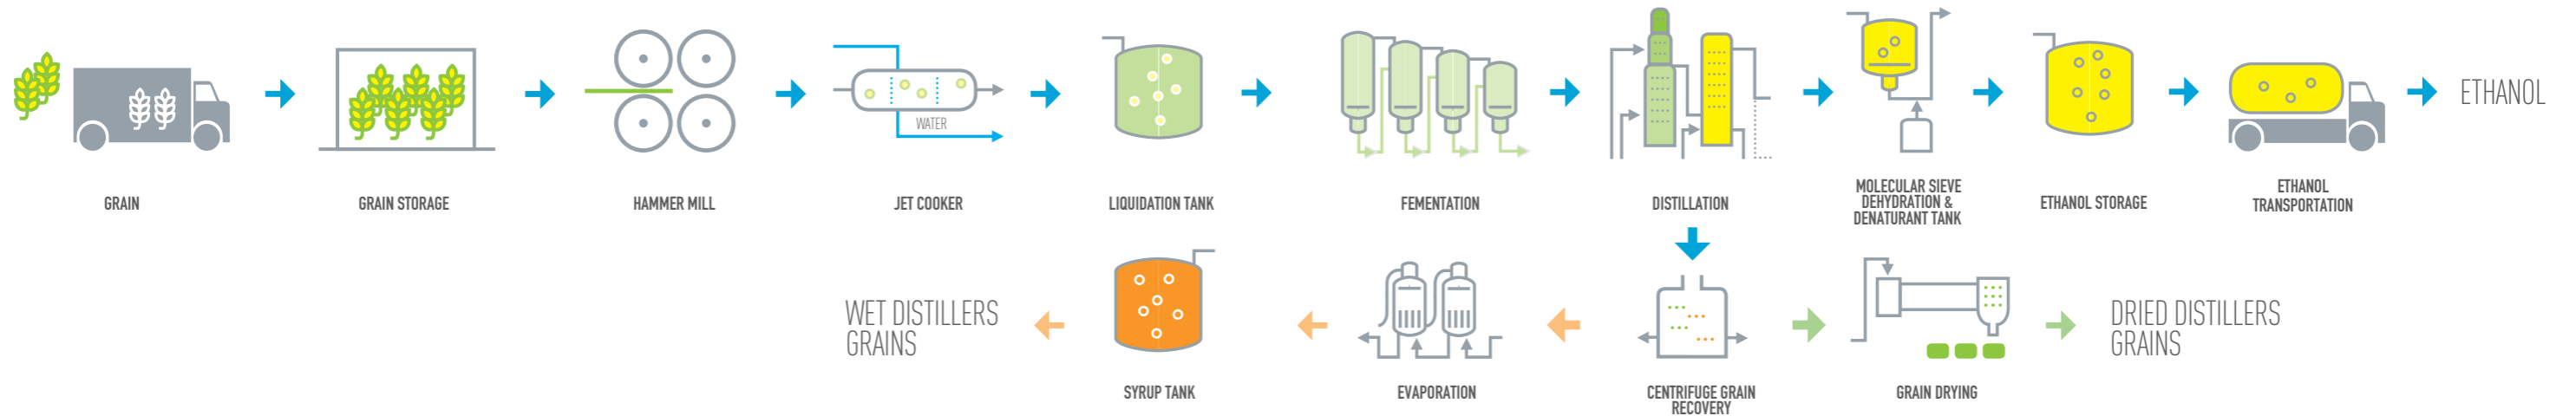 ETHANOL
WATER
GRAIN
GRAIN STORAGE
HAMMER MILL
JET COOKER
LIQUIDATION TANK
FEMENTATION
DISTILLATION
MOLECULAR SIEVE
DEHYDRATION &
DENATURANT TANK
ETHANOL STORAGE
ETHANOL
TRANSPORTATION
WET DISTILLERS
GRAINS
DRIED DISTILLERS
GRAINS
SYRUP TANK
EVAPORATION
CENTRIFUGE GRAIN
RECOVERY
GRAIN DRYING